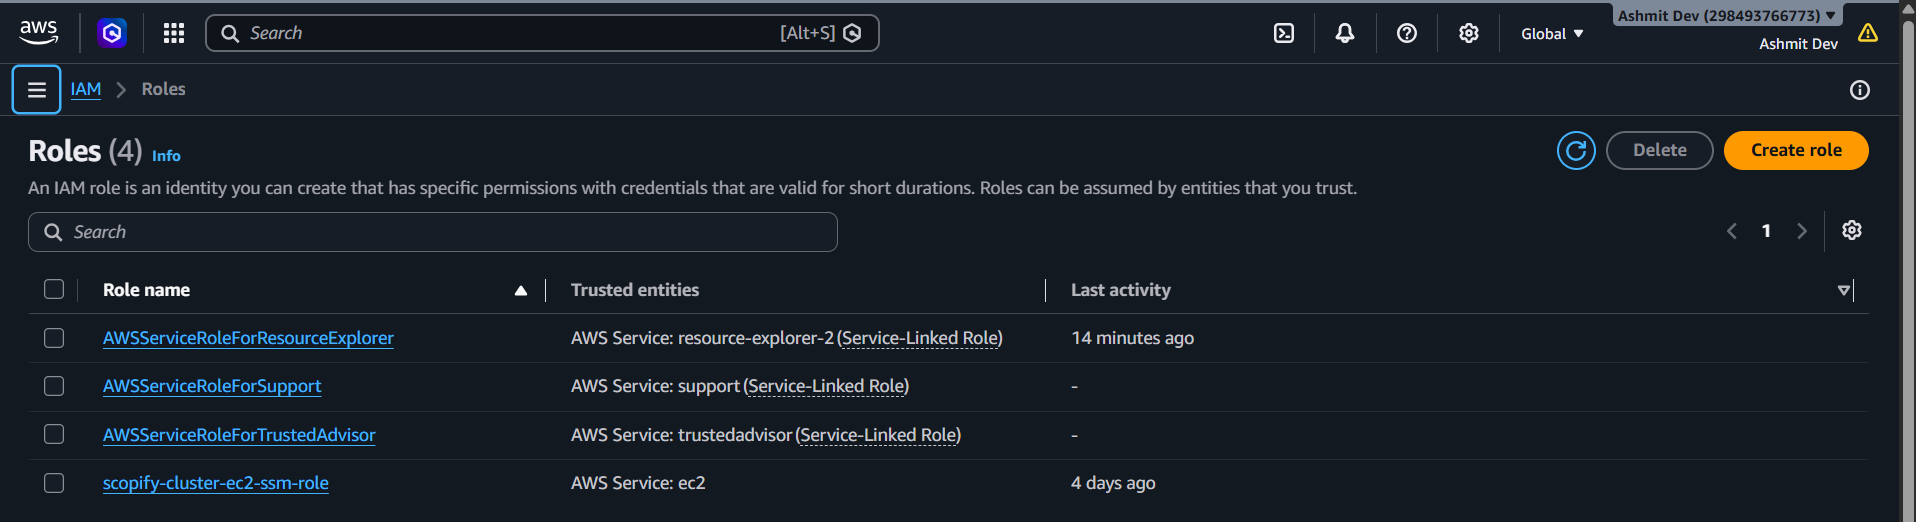 Ashmit Dev (298493766773)
aws Search [Alt+S] Global Ashmit Dev
IAM > Roles
Roles (4) Info Delete Create role
An IAM role is an identity you can create that has specific permissions with credentials that are valid for short durations. Roles can be assumed by entities that you trust.
Search 1
Role name Trusted entities Last activity
AWSServiceRoleForResourceExplorer AWS Service: resource-explorer-2 (Service-Linked Role) 14 minutes ago
AWSServiceRoleForSupport AWS Service: support (Service-Linked Role) -
AWSServiceRoleForTrustedAdvisor AWS Service: trustedadvisor (Service-Linked Role) -
scopify-cluster-ec2-ssm-role AWS Service: ec2 4 days ago